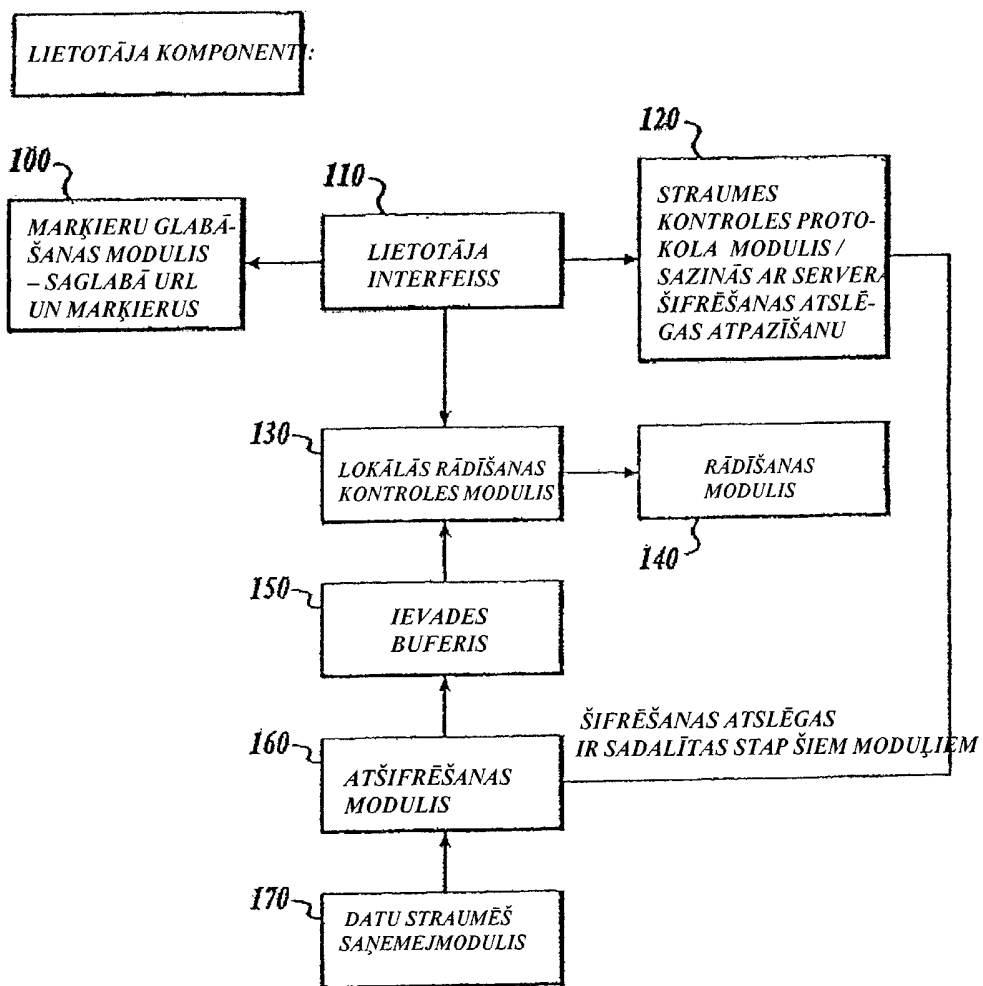 LIETOTĀJA KOMPONENTI:
100
MARĶIERU GLABĀ-
ŠANAS MODULIS
– SAGLABĀ URL
UN MARĶIERUS
110
LIETOTĀJA
INTERFEISS
120
STRAUMES
KONTROLES PROTO-
KOLA MODULIS /
SAZINĀS AR SERVERA
ŠIFRĒŠANAS ATSLĒ-
GAS ATPAZĪŠANU
130
LOKĀLĀS RĀDĪŠANAS
KONTROLES MODULIS
RĀDĪŠANAS
MODULIS
140
150
IEVADES
BUFERIS
ŠIFRĒŠANAS ATSLĒGAS
IR SADALĪTAS STAP ŠIEM MODUĻIEM
160
ATŠIFRĒŠANAS
MODULIS
170
DATU STRAUMĒŠ
SAŅEMEJMODULIS